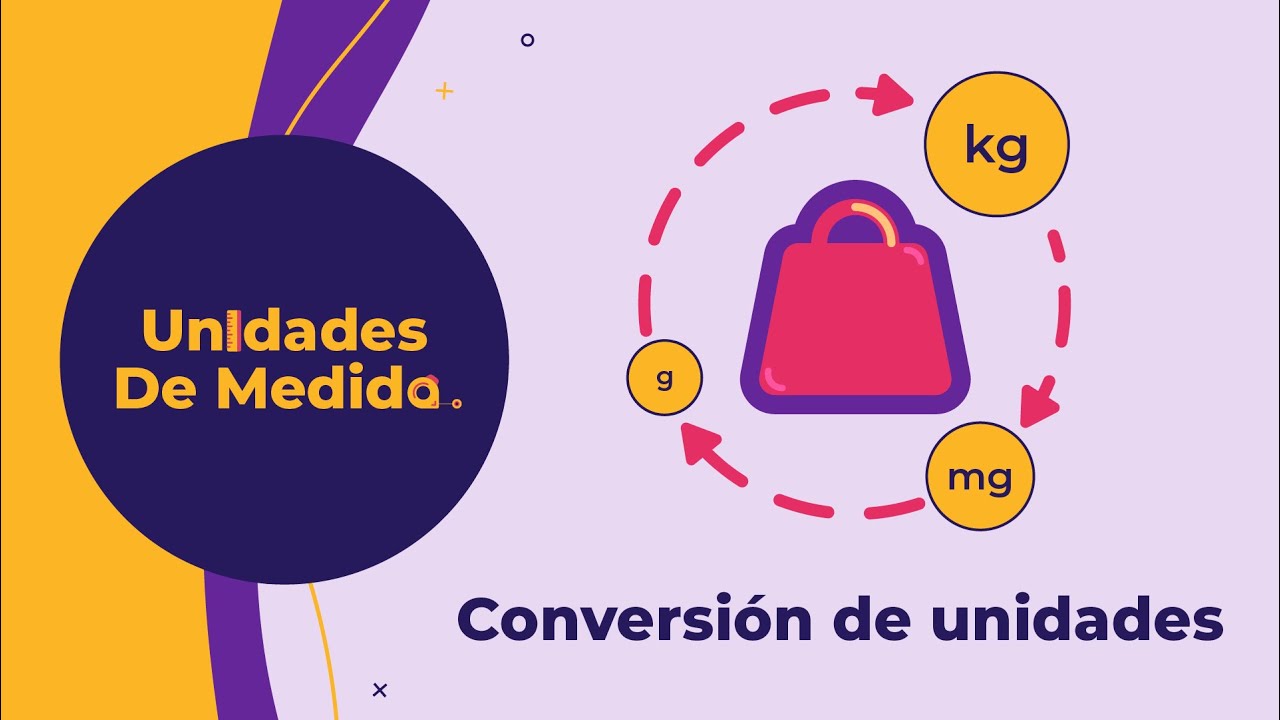 Unidades
De Medida
kg
g
mg
Conversión de unidades